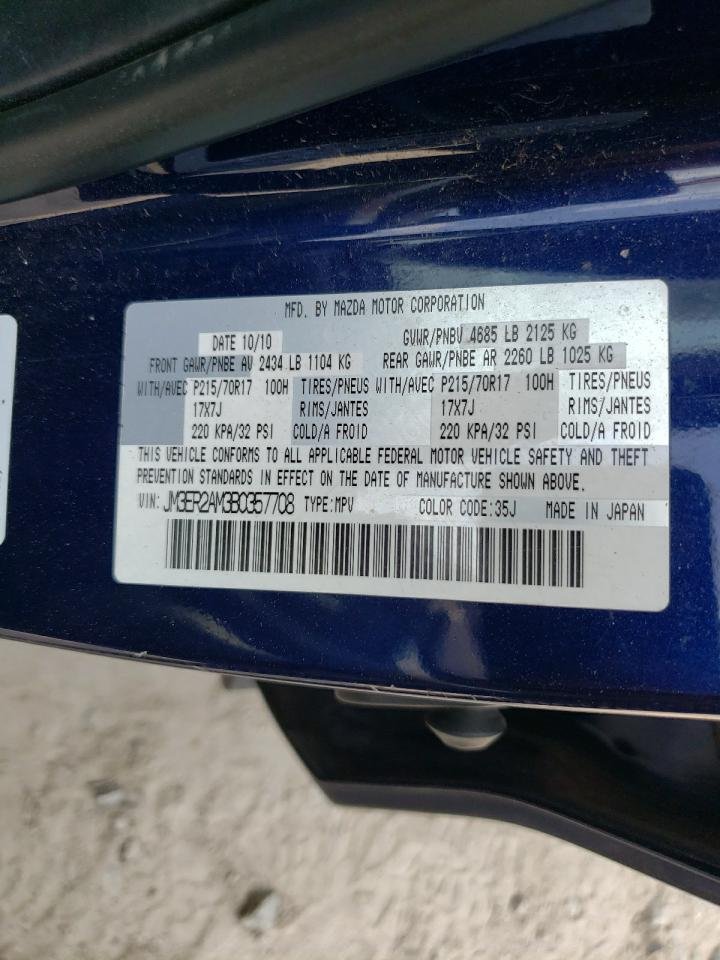 MFD. BY MAZDA MOTOR CORPORATION
DATE 10/10 GVWR/PNBV 4685 LB 2125 KG
FRONT GAWR/PNBE AV 2434 LB 1104 KG REAR GAWR/PNBE AR 2260 LB 1025 KG
WITH/AVEC P215/70R17 100H TIRES/PNEUS WITH/AVEC P215/70R17 100H TIRES/PNEUS
17X7J RIMS/JANTES 17X7J RIMS/JANTES
220 KPA/32 PSI COLD/A FROID 220 KPA/32 PSI COLD/A FROID
THIS VEHICLE CONFORMS TO ALL APPLICABLE FEDERAL MOTOR VEHICLE SAFETY AND THEFT
PREVENTION STANDARDS IN EFFECT ON THE DATE OF MANUFACTURE SHOWN ABOVE.
VIN: JM3ER2AM3B0357708 TYPE:MPV COLOR CODE:35J MADE IN JAPAN